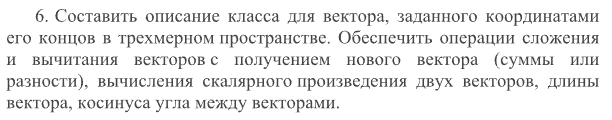 6. Составить описание класса для вектора, заданного координатами
его концов в трехмерном пространстве. Обеспечить операции сложения
и вычитания векторов с получением нового вектора (суммы или
разности), вычисления скалярного произведения двух векторов, длины
вектора, косинуса угла между векторами.